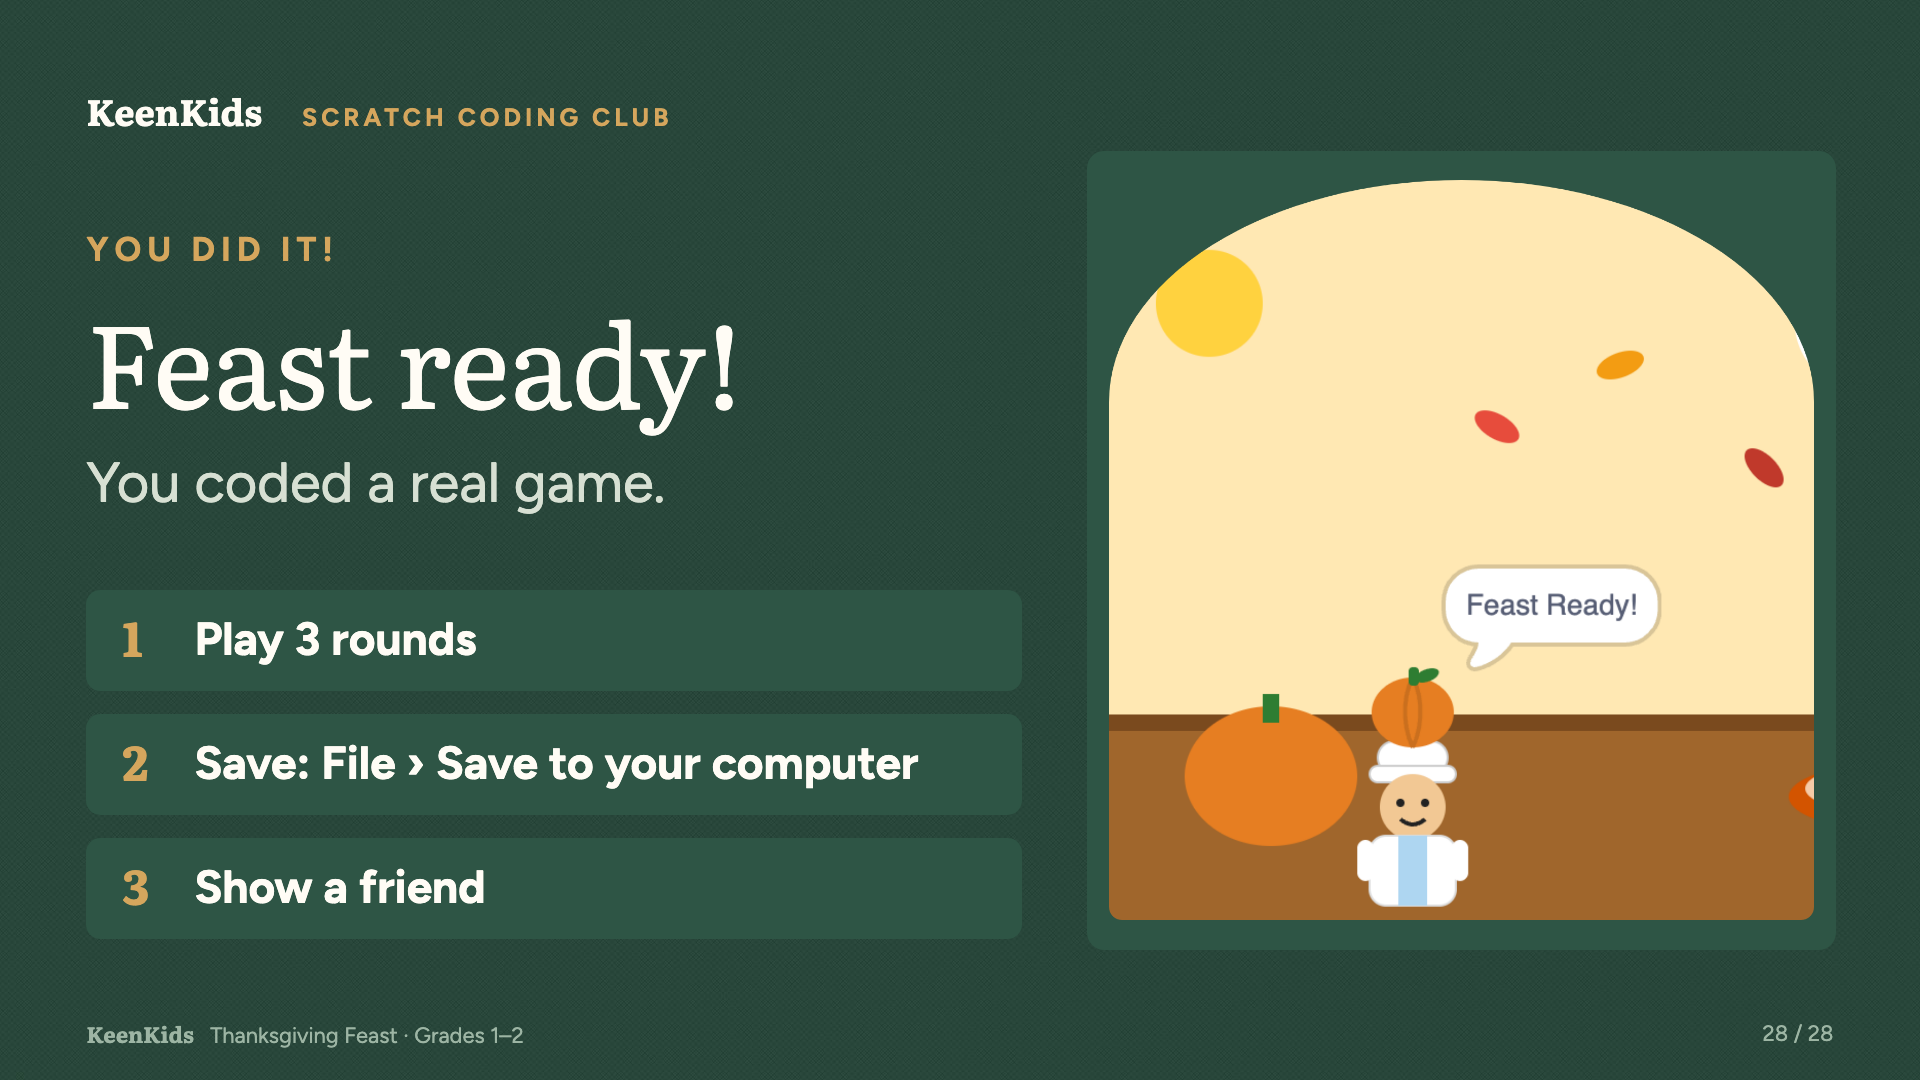 KeenKids SCRATCH CODING CLUB
YOU DID IT!
Feast ready!
You coded a real game.
1 Play 3 rounds
2 Save: File › Save to your computer
3 Show a friend
Feast Ready!
KeenKids Thanksgiving Feast · Grades 1–2
28 / 28